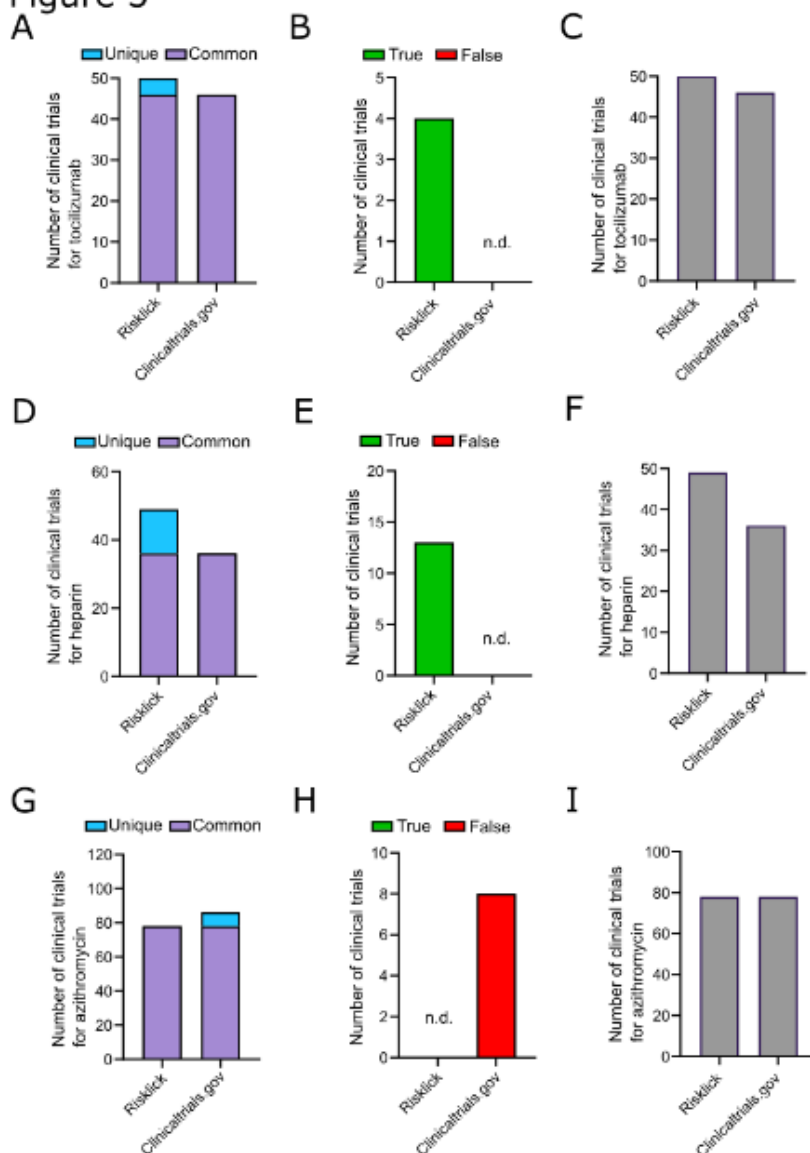 A
Unique Common
Number of clinical trials
for tocilizumab
50
40
30
20
10
0
Risklick
Clinicaltrials.gov
B
True False
Number of clinical trials
5
4
3
2
1
0
n.d.
Risklick
Clinicaltrials.gov
C
Number of clinical trials
for tocilizumab
50
40
30
20
10
0
Risklick
Clinicaltrials.gov
D
Unique Common
Number of clinical trials
for heparin
60
40
20
0
Risklick
Clinicaltrials.gov
E
True False
Number of clinical trials
20
15
10
5
0
n.d.
Risklick
Clinicaltrials.gov
F
Number of clinical trials
for heparin
50
40
30
20
10
0
Risklick
Clinicaltrials.gov
G
Unique Common
Number of clinical trials
for azithromycin
120
100
80
60
40
20
0
Risklick
Clinicaltrials.gov
H
True False
Number of clinical trials
10
8
6
4
2
0
n.d.
Risklick
Clinicaltrials.gov
I
Number of clinical trials
for azithromycin
100
80
60
40
20
0
Risklick
Clinicaltrials.gov